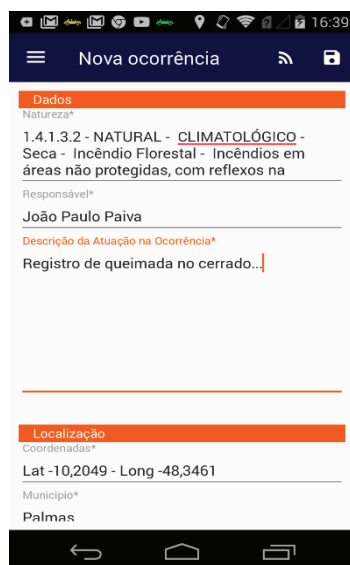 16:39
Nova ocorrência
Dados
Natureza*
1.4.1.3.2 - NATURAL - CLIMATOLÓGICO -
Seca - Incêndio Florestal - Incêndios em
áreas não protegidas, com reflexos na
Responsável*
João Paulo Paiva
Descrição da Atuação na Ocorrência*
Registro de queimada no cerrado...
Localização
Coordenadas*
Lat -10,2049 - Long -48,3461
Municipio*
Palmas